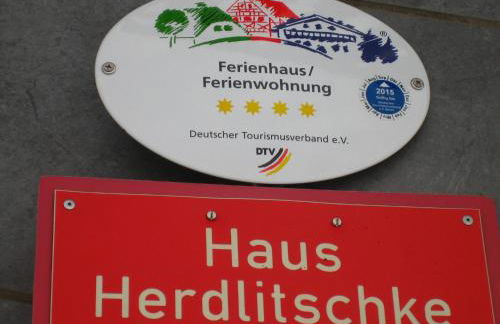 Ferienhaus/
Ferienwohnung
2015
Deutscher Tourismusverband e.V.
DTV
Haus
Herdlitschke